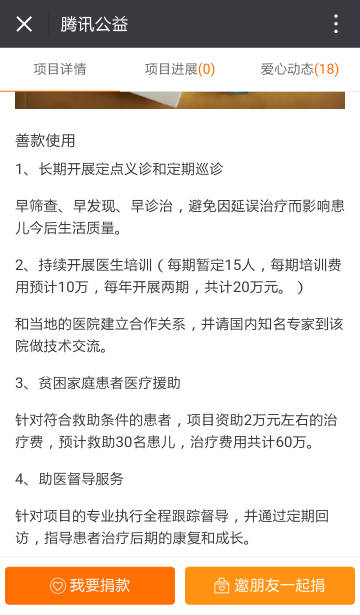 腾讯公益
项目详情
项目进展(0)
爱心动态(18)
善款使用
1、长期开展定点义诊和定期巡诊
早筛查、早发现、早诊治，避免因延误治疗而影响患
儿今后生活质量。
2、持续开展医生培训（每期暂定15人，每期培训费
用预计10万，每年开展两期，共计20万元。）
和当地的医院建立合作关系，并请国内知名专家到该
院做技术交流。
3、贫困家庭患者医疗援助
针对符合救助条件的患者，项目资助2万元左右的治
疗费，预计救助30名患儿，治疗费用共计60万。
4、助医督导服务
针对项目的专业执行全程跟踪督导，并通过定期回
访，指导患者治疗后期的康复和成长。
我要捐款
邀朋友一起捐